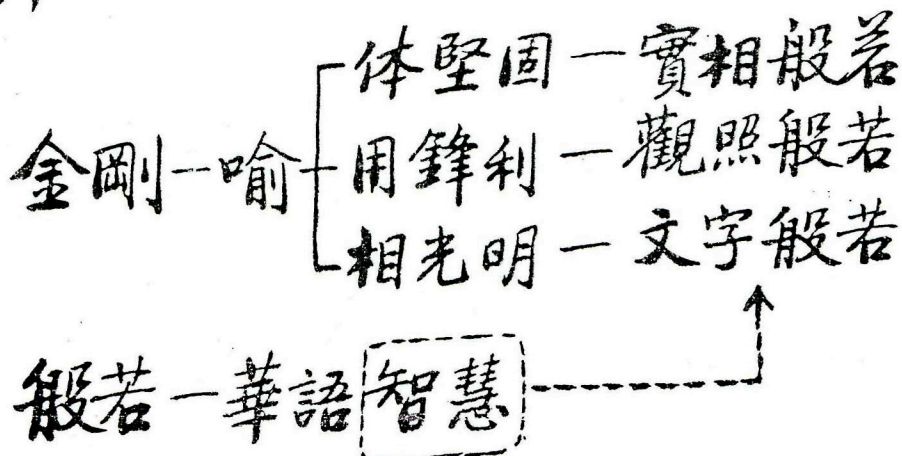 体堅固一實相般若
金剛一喻 用鋒利一觀照般若
相光明一文字般若
般若一華語智慧